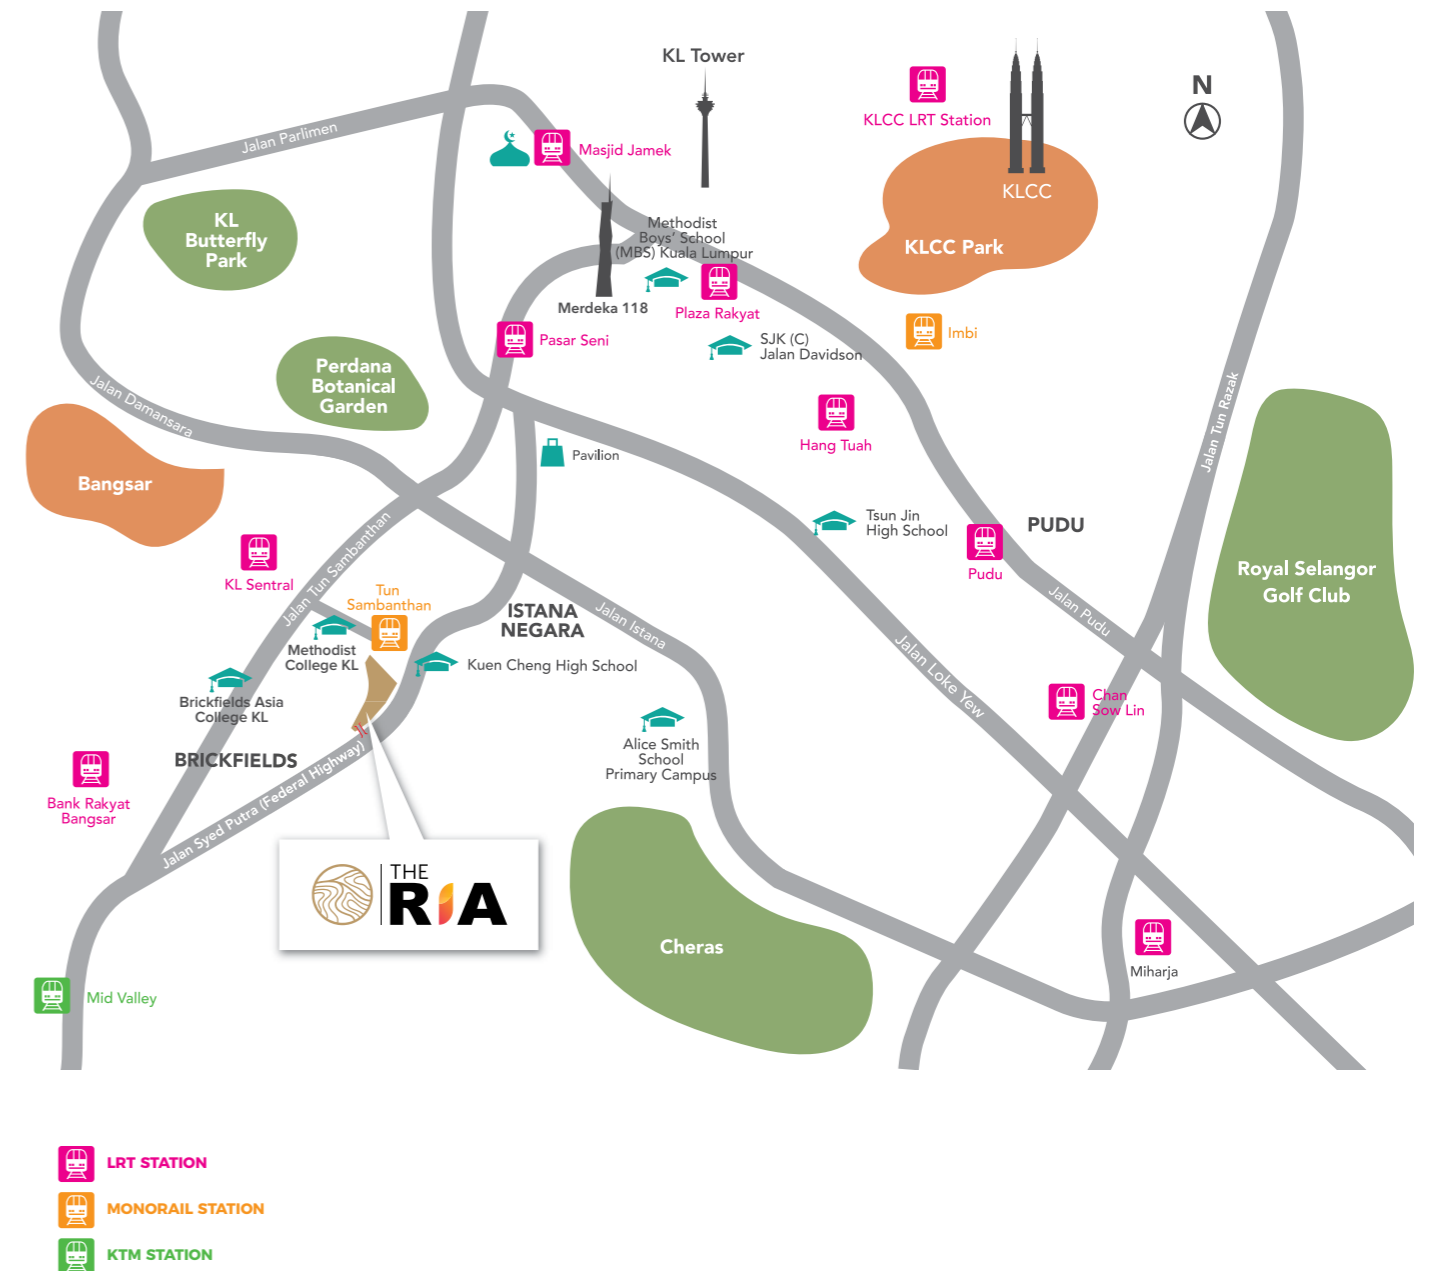 KL Tower
N
KLCC LRT Station
Jalan Parlimen
Masjid Jamek
KLCC
KL
Butterfly
Park
Methodist
Boys' School
(MBS) Kuala Lumpur
KLCC Park
Merdeka 118
Plaza Rakyat
Pasar Seni
SJK (C)
Jalan Davidson
Imbi
Perdana
Botanical
Garden
Jalan Damansara
Jalan Tun Razak
Hang Tuah
Pavilion
Bangsar
Tsun Jin
High School
PUDU
Pudu
Jalan Tun Sambanthan
KL Sentral
Royal Selangor
Golf Club
Tun
Sambanthan
ISTANA
NEGARA
Jalan Istana
Jalan Pudu
Methodist
College KL
Kuen Cheng High School
Jalan Loke Yew
Brickfields Asia
College KL
Chan
Sow Lin
Alice Smith
School
Primary Campus
BRICKFIELDS
Jalan Syed Putra (Federal Highway)
Bank Rakyat
Bangsar
THE
RIA
Cheras
Miharja
Mid Valley
LRT STATION
MONORAIL STATION
KTM STATION